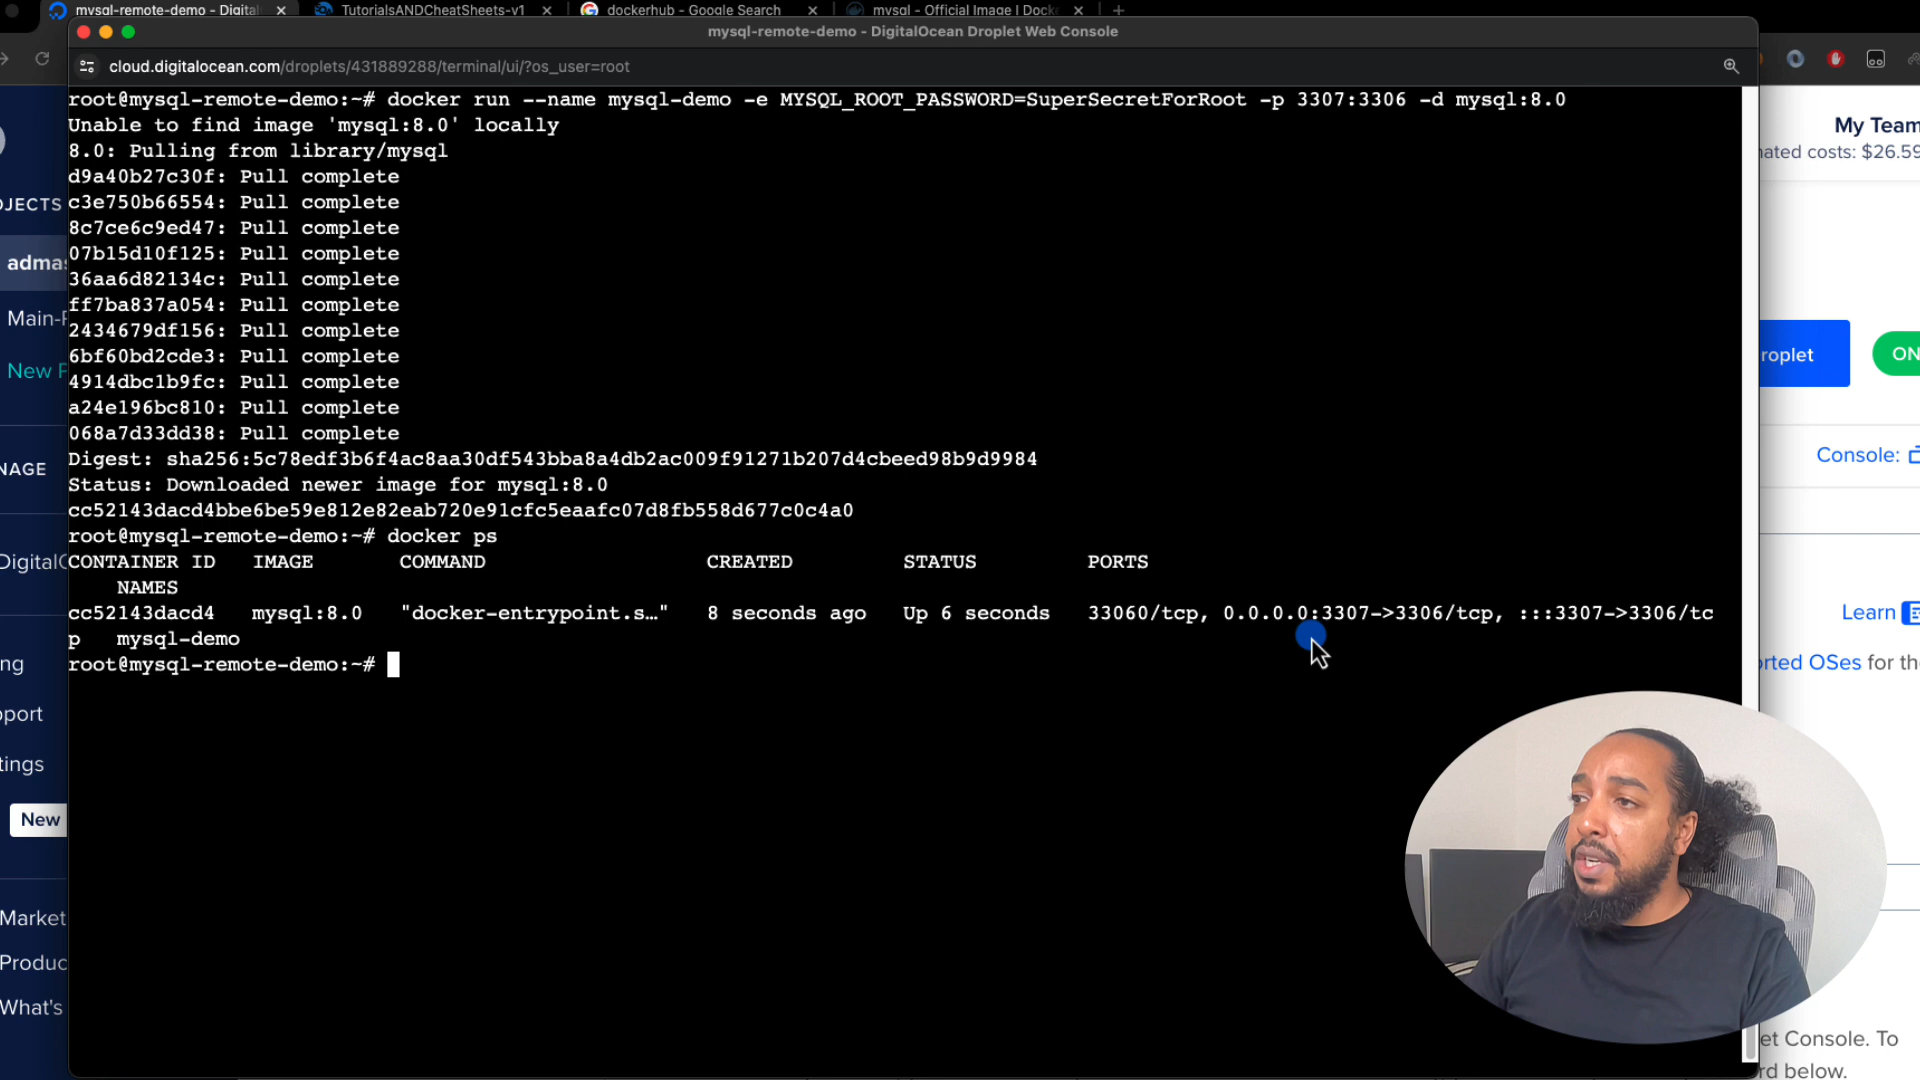 mysql-remote-demo - Digital
TutorialsANDCheatSheets-v1
dockerhub - Google Search
mysql - Official Image | Docke
mysql-remote-demo - DigitalOcean Droplet Web Console
cloud.digitalocean.com/droplets/431889288/terminal/ui/?os_user=root
root@mysql-remote-demo:~# docker run --name mysql-demo -e MYSQL_ROOT_PASSWORD=SuperSecretForRoot -p 3307:3306 -d mysql:8.0
Unable to find image 'mysql:8.0' locally
8.0: Pulling from library/mysql
d9a40b27c30f: Pull complete
c3e750b66554: Pull complete
8c7ce6c9ed47: Pull complete
07b15d10f125: Pull complete
36aa6d82134c: Pull complete
ff7ba837a054: Pull complete
2434679df156: Pull complete
6bf60bd2cde3: Pull complete
4914dbc1b9fc: Pull complete
a24e196bc810: Pull complete
068a7d33dd38: Pull complete
Digest: sha256:5c78edf3b6f4ac8aa30df543bba8a4db2ac009f91271b207d4cbeed98b9d9984
Status: Downloaded newer image for mysql:8.0
cc52143dacd4bbe6be59e812e82eab720e91cfc5eaafc07d8fb558d677c0c4a0
root@mysql-remote-demo:~# docker ps
CONTAINER ID   IMAGE       COMMAND                  CREATED         STATUS         PORTS
    NAMES
cc52143dacd4   mysql:8.0   "docker-entrypoint.s…"   8 seconds ago   Up 6 seconds   33060/tcp, 0.0.0.0:3307->3306/tcp, :::3307->3306/tc
p   mysql-demo
root@mysql-remote-demo:~#
OJECTS
admas
Main-P
New P
NAGE
DigitalO
ing
pport
tings
New
Market
Produc
What's
My Team
nated costs: $26.59
roplet
ON
Console:
Learn
orted OSes for th
et Console. To
rd below.